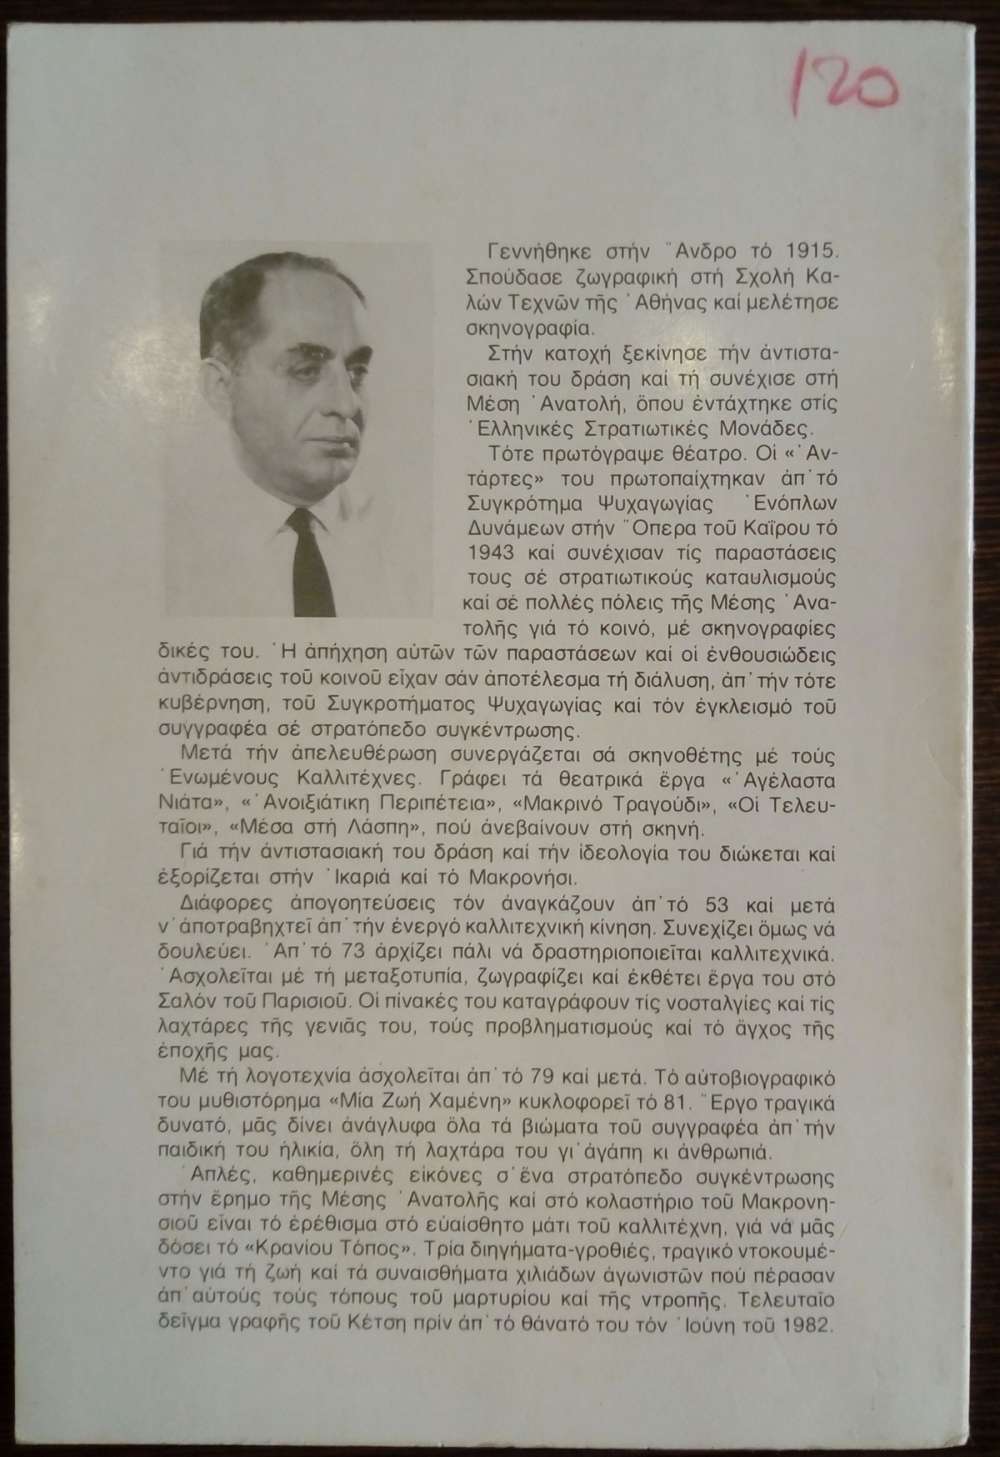 120
Γεννήθηκε στήν Ἄνδρο τό 1915.
Σπούδασε ζωγραφική στή Σχολή Κα-
λών Τεχνῶν τῆς Ἀθήνας καί μελέτησε
σκηνογραφία.
Στήν κατοχή ξεκίνησε τήν ἀντιστα-
σιακή του δράση καί τή συνέχισε στή
Μέση Ἀνατολή, ὅπου ἐντάχτηκε στίς
Ἑλληνικές Στρατιωτικές Μονάδες.
Τότε πρωτόγραψε θέατρο. Οἱ «Ἀν-
τάρτες» του πρωτοπαίχτηκαν ἀπ᾿ τό
Συγκρότημα Ψυχαγωγίας Ἐνόπλων
Δυνάμεων στήν Ὄπερα τοῦ Καΐρου τό
1943 καί συνέχισαν τίς παραστάσεις
τους σέ στρατιωτικούς καταυλισμούς
καί σέ πολλές πόλεις τῆς Μέσης Ἀνα-
τολῆς γιά τό κοινό, μέ σκηνογραφίες
δικές του. Ἡ ἀπήχηση αὐτῶν τῶν παραστάσεων καί οἱ ἐνθουσιώδεις
ἀντιδράσεις τοῦ κοινοῦ εἶχαν σάν ἀποτέλεσμα τή διάλυση, ἀπ᾿ τήν τότε
κυβέρνηση, τοῦ Συγκροτήματος Ψυχαγωγίας καί τόν ἐγκλεισμό τοῦ
συγγραφέα σέ στρατόπεδο συγκέντρωσης.
Μετά τήν ἀπελευθέρωση συνεργάζεται σά σκηνοθέτης μέ τούς
Ἑνωμένους Καλλιτέχνες. Γράφει τά θεατρικά ἔργα «Ἀγέλαστα
Νιάτα», «Ἀνοιξιάτικη Περιπέτεια», «Μακρινό Τραγούδι», «Οἱ Τελευ-
ταῖοι», «Μέσα στή Λάσπη», πού ἀνεβαίνουν στή σκηνή.
Γιά τήν ἀντιστασιακή του δράση καί τήν ἰδεολογία του διώκεται καί
ἐξορίζεται στήν Ἰκαριά καί τό Μακρονήσι.
Διάφορες ἀπογοητεύσεις τόν ἀναγκάζουν ἀπ᾿ τό 53 καί μετά
ν᾿ ἀποτραβηχτεῖ ἀπ᾿ τήν ἐνεργό καλλιτεχνική κίνηση. Συνεχίζει ὅμως νά
δουλεύει. Ἀπ᾿ τό 73 ἀρχίζει πάλι νά δραστηριοποιεῖται καλλιτεχνικά.
Ἀσχολεῖται μέ τή μεταξοτυπία, ζωγραφίζει καί ἐκθέτει ἔργα του στό
Σαλόν τοῦ Παρισιοῦ. Οἱ πίνακές του καταγράφουν τίς νοσταλγίες καί τίς
λαχτάρες τῆς γενιᾶς του, τούς προβληματισμούς καί τό ἄγχος τῆς
ἐποχῆς μας.
Μέ τή λογοτεχνία ἀσχολεῖται ἀπ᾿ τό 79 καί μετά. Τό αὐτοβιογραφικό
του μυθιστόρημα «Μία Ζωή Χαμένη» κυκλοφορεῖ τό 81. Ἔργο τραγικά
δυνατό, μᾶς δίνει ἀνάγλυφα ὅλα τά βιώματα τοῦ συγγραφέα ἀπ᾿ τήν
παιδική του ἡλικία, ὅλη τή λαχτάρα του γι᾿ ἀγάπη κι ἀνθρωπιά.
Ἁπλές, καθημερινές εἰκόνες σ᾿ ἕνα στρατόπεδο συγκέντρωσης
στήν ἔρημο τῆς Μέσης Ἀνατολῆς καί στό κολαστήριο τοῦ Μακρονη-
σιοῦ εἶναι τό ἐρέθισμα στό εὐαίσθητο μάτι τοῦ καλλιτέχνη, γιά νά μᾶς
δόσει τό «Κρανίου Τόπος». Τρία διηγήματα-γροθιές, τραγικό ντοκουμέ-
ντο γιά τή ζωή καί τά συναισθήματα χιλιάδων ἀγωνιστῶν πού πέρασαν
ἀπ᾿ αὐτούς τούς τόπους τοῦ μαρτυρίου καί τῆς ντροπῆς. Τελευταῖο
δεῖγμα γραφῆς τοῦ Κέτση πρίν ἀπ᾿ τό θάνατό του τόν Ἰούνη τοῦ 1982.